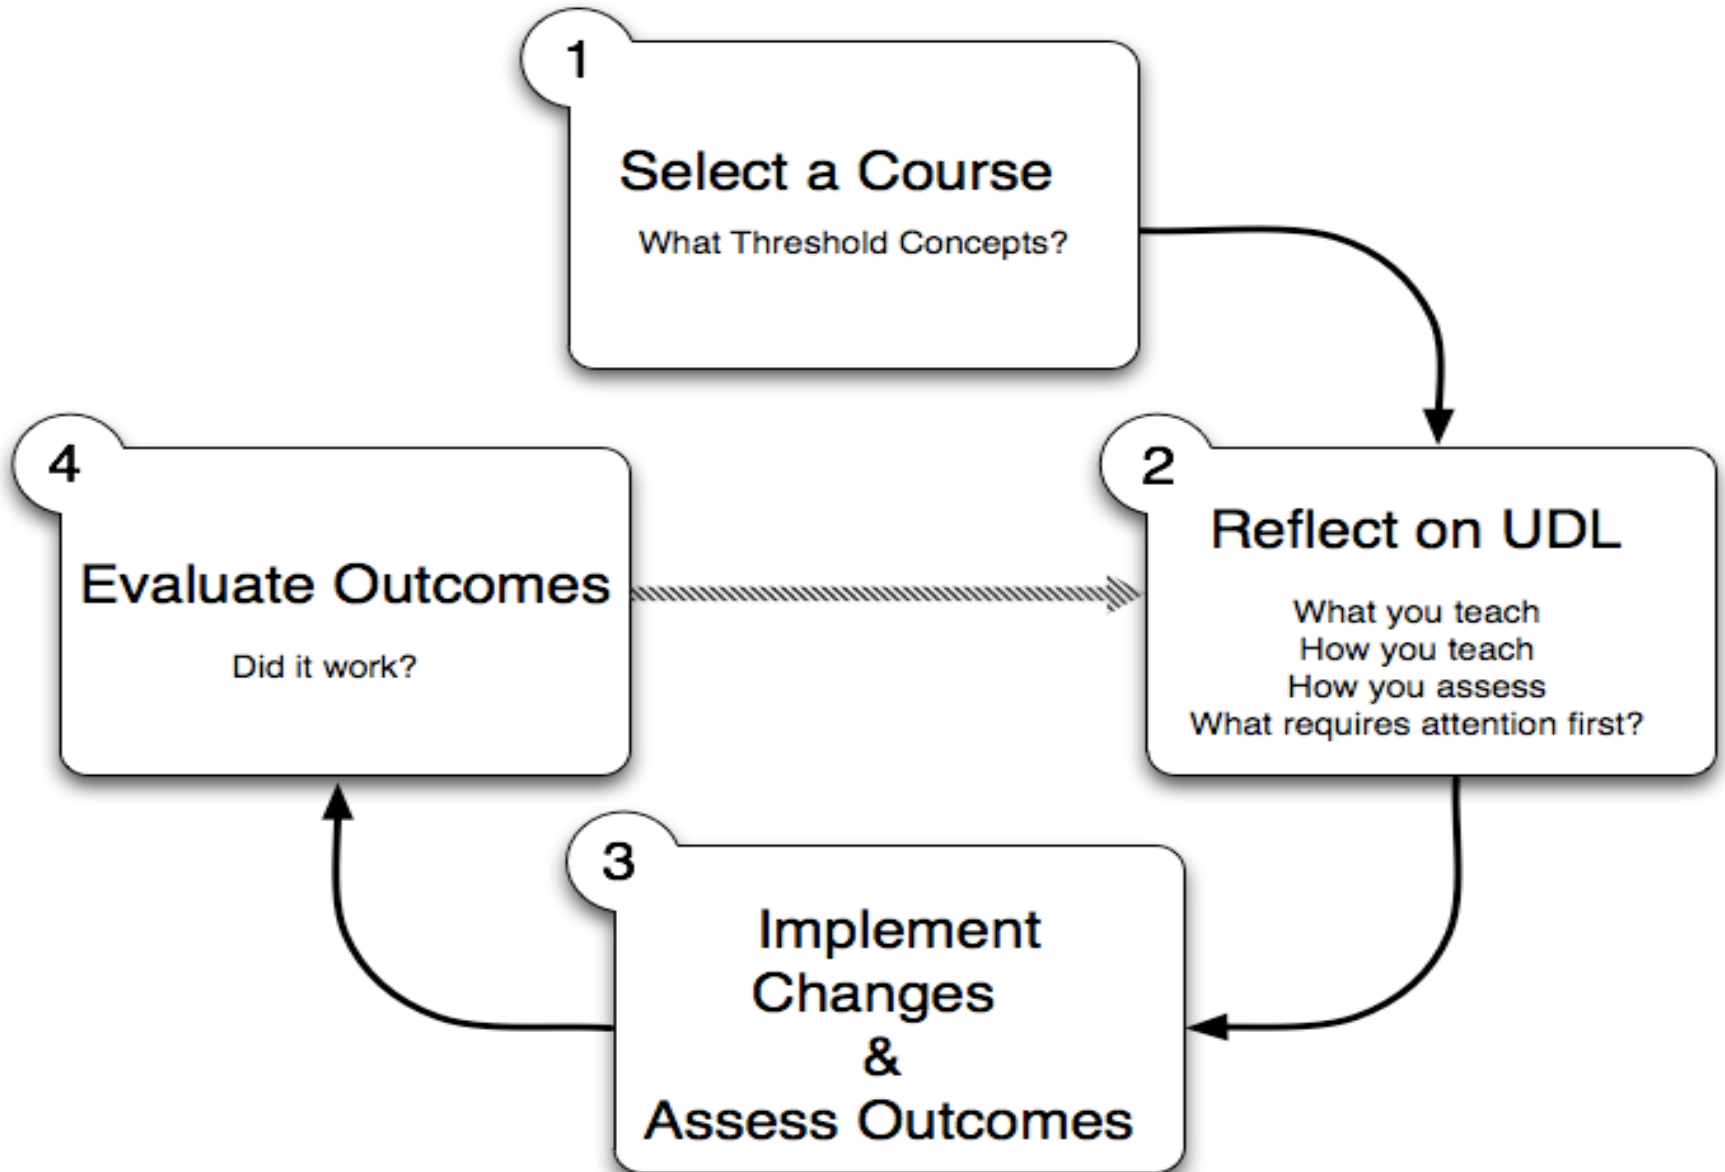 1
Select a Course
What Threshold Concepts?
2
Reflect on UDL
What you teach
How you teach
How you assess
What requires attention first?
3
Implement
Changes
&
Assess Outcomes
4
Evaluate Outcomes
Did it work?